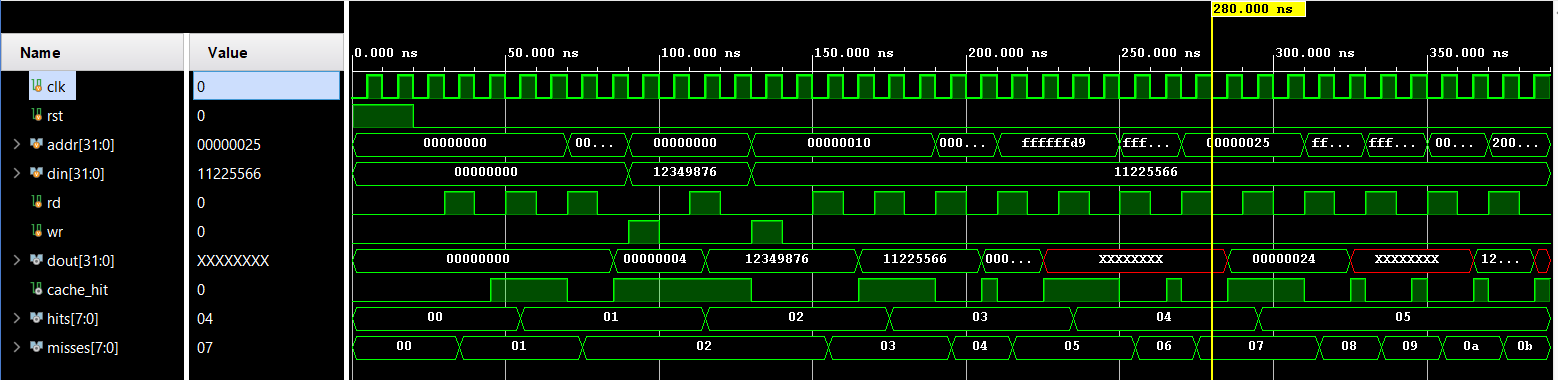 280.000 ns
Name Value 0.000 ns 50.000 ns 100.000 ns 150.000 ns 200.000 ns 250.000 ns 300.000 ns 350.000 ns
clk 0
rst 0
addr[31:0] 00000025 00000000 00... 00000000 00000010 000... ffffffd9 fff... 00000025 ff... fff... 00... 200...
din[31:0] 11225566 00000000 12349876 11225566
rd 0
wr 0
dout[31:0] XXXXXXXX 00000000 00000004 12349876 11225566 000... XXXXXXXX 00000024 XXXXXXXX 12...
cache_hit 0
hits[7:0] 04 00 01 02 03 04 05
misses[7:0] 07 00 01 02 03 04 05 06 07 08 09 0a 0b